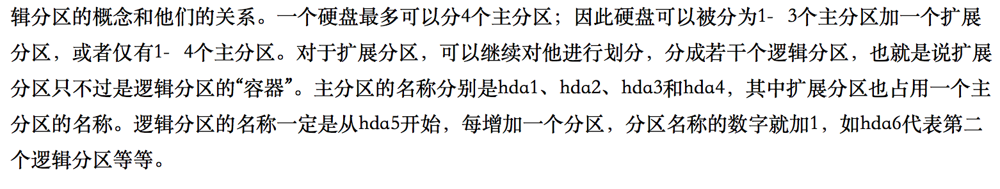 辑分区的概念和他们的关系。一个硬盘最多可以分4个主分区；因此硬盘可以被分为1- 3个主分区加一个扩展
分区，或者仅有1- 4个主分区。对于扩展分区，可以继续对他进行划分，分成若干个逻辑分区，也就是说扩展
分区只不过是逻辑分区的“容器”。主分区的名称分别是hda1、hda2、hda3和hda4，其中扩展分区也占用一个主
分区的名称。逻辑分区的名称一定是从hda5开始，每增加一个分区，分区名称的数字就加1，如hda6代表第二
个逻辑分区等等。